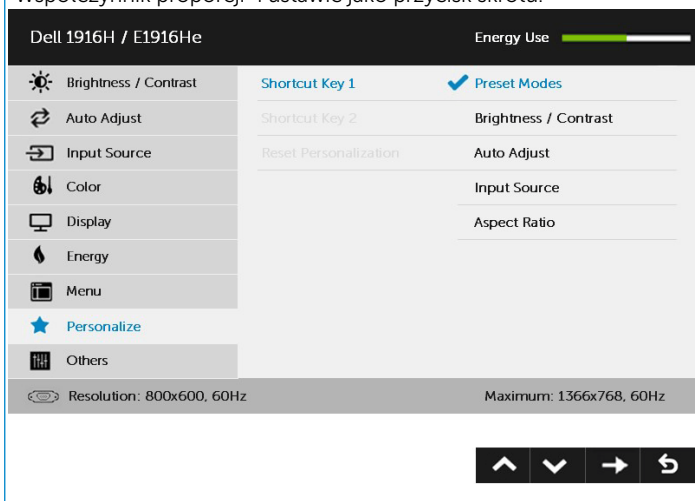 Dell 1916H / E1916He Energy Use
Brightness / Contrast Shortcut Key 1 Preset Modes
Auto Adjust Shortcut Key 2 Brightness / Contrast
Input Source Reset Personalization Auto Adjust
Color Input Source
Display Aspect Ratio
Energy
Menu
Personalize
Others
Resolution: 800x600, 60Hz Maximum: 1366x768, 60Hz